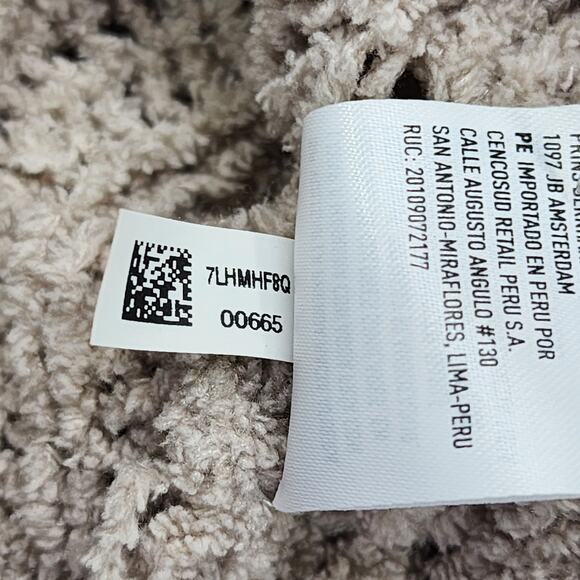 7LHMHF8Q
00665
1097 JB AMSTERDAM
PE IMPORTADO EN PERU POR
CENCOSUD RETAIL PERU S.A.
CALLE AUGUSTO ANGULO #130
SAN ANTONIO-MIRAFLORES, LIMA-PERU
RUC: 20109072177